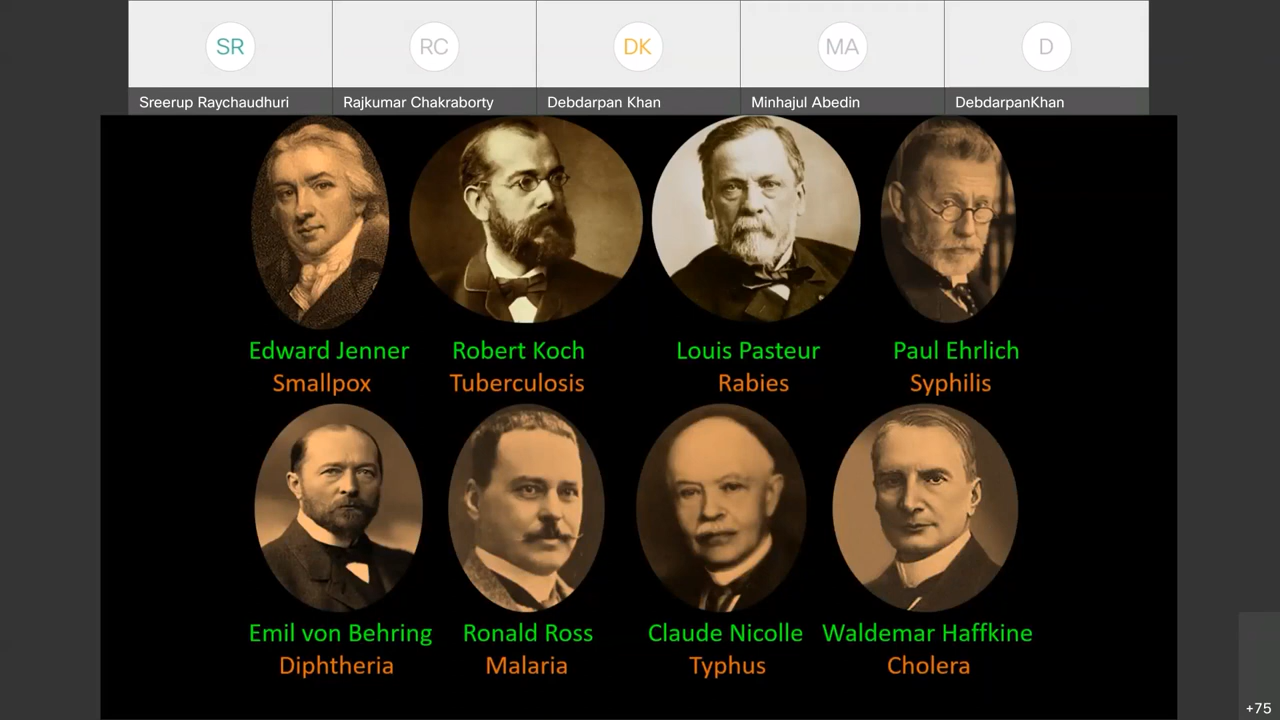 SR RC DK MA D
Sreerup Raychaudhuri Rajkumar Chakraborty Debdarpan Khan Minhajul Abedin DebdarpanKhan
Edward Jenner Robert Koch Louis Pasteur Paul Ehrlich
Smallpox Tuberculosis Rabies Syphilis
Emil von Behring Ronald Ross Claude Nicolle Waldemar Haffkine
Diphtheria Malaria Typhus Cholera
+75